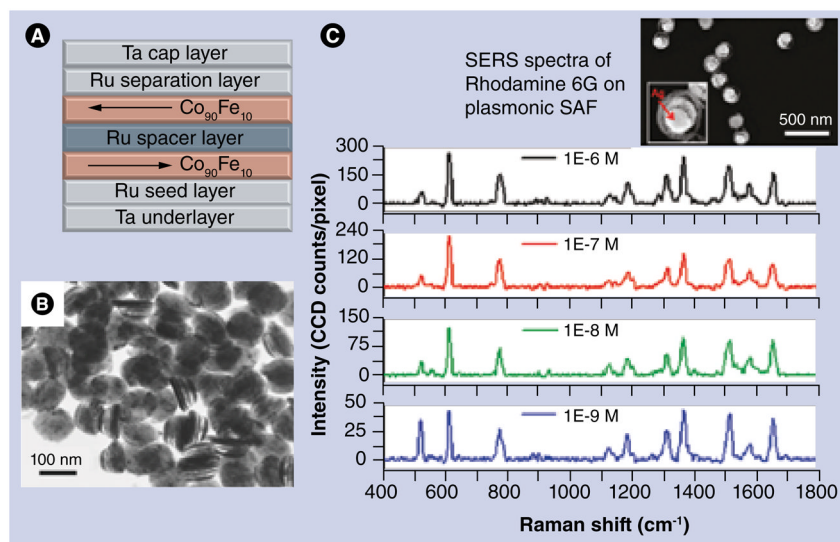 A
Ta cap layer
Ru separation layer
Co90Fe10
Ru spacer layer
Co90Fe10
Ru seed layer
Ta underlayer
B
100 nm
C
SERS spectra of
Rhodamine 6G on
plasmonic SAF
Ag
500 nm
Intensity (CCD counts/pixel)
300
150
0
1E-6 M
240
120
0
1E-7 M
150
75
0
1E-8 M
50
25
0
1E-9 M
400 600 800 1000 1200 1400 1600 1800
Raman shift (cm-1)